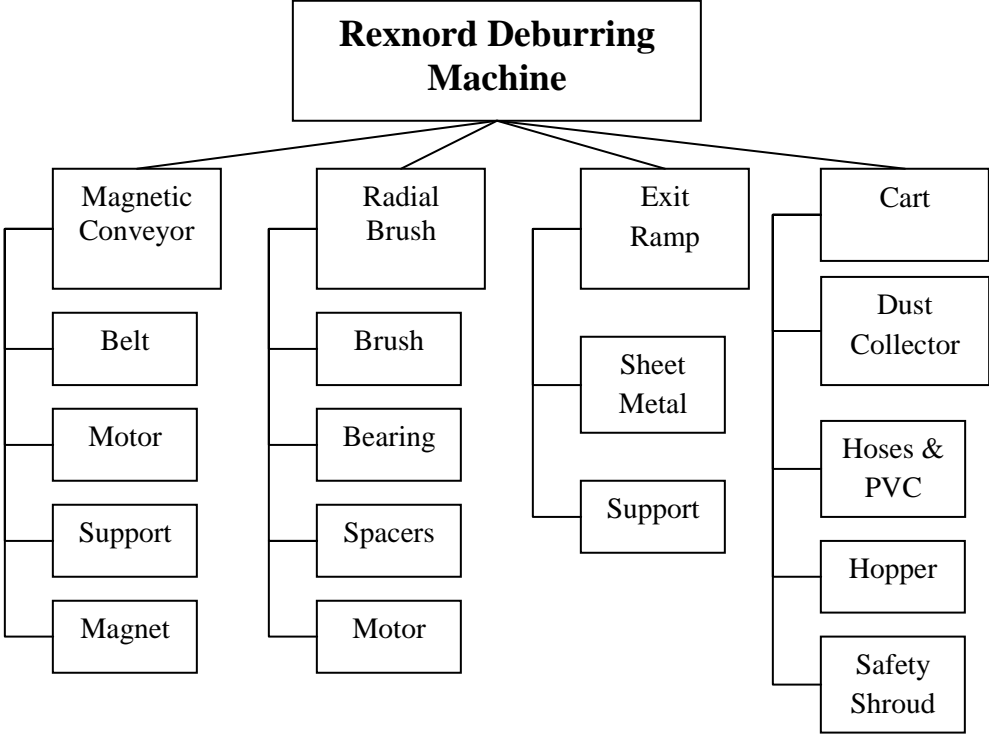 Rexnord Deburring
Machine
Magnetic
Conveyor
Belt
Motor
Support
Magnet
Radial
Brush
Brush
Bearing
Spacers
Motor
Exit
Ramp
Sheet
Metal
Support
Cart
Dust
Collector
Hoses &
PVC
Hopper
Safety
Shroud